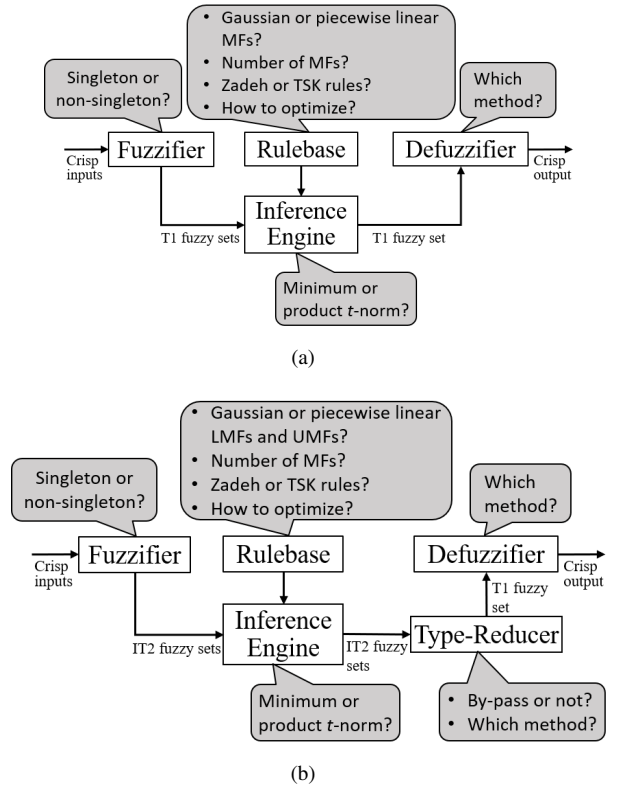 • Gaussian or piecewise linear
MFs?
• Number of MFs?
• Zadeh or TSK rules?
• How to optimize?
Singleton or
non-singleton?
Which
method?
Fuzzifier
Rulebase
Defuzzifier
Crisp
inputs
Crisp
output
Inference
Engine
T1 fuzzy sets
T1 fuzzy set
Minimum or
product t-norm?
(a)
• Gaussian or piecewise linear
LMFs and UMFs?
• Number of MFs?
• Zadeh or TSK rules?
• How to optimize?
Singleton or
non-singleton?
Which
method?
Fuzzifier
Rulebase
Defuzzifier
Crisp
inputs
Crisp
output
T1 fuzzy
set
Inference
Engine
Type-Reducer
IT2 fuzzy sets
IT2 fuzzy
sets
Minimum or
product t-norm?
• By-pass or not?
• Which method?
(b)